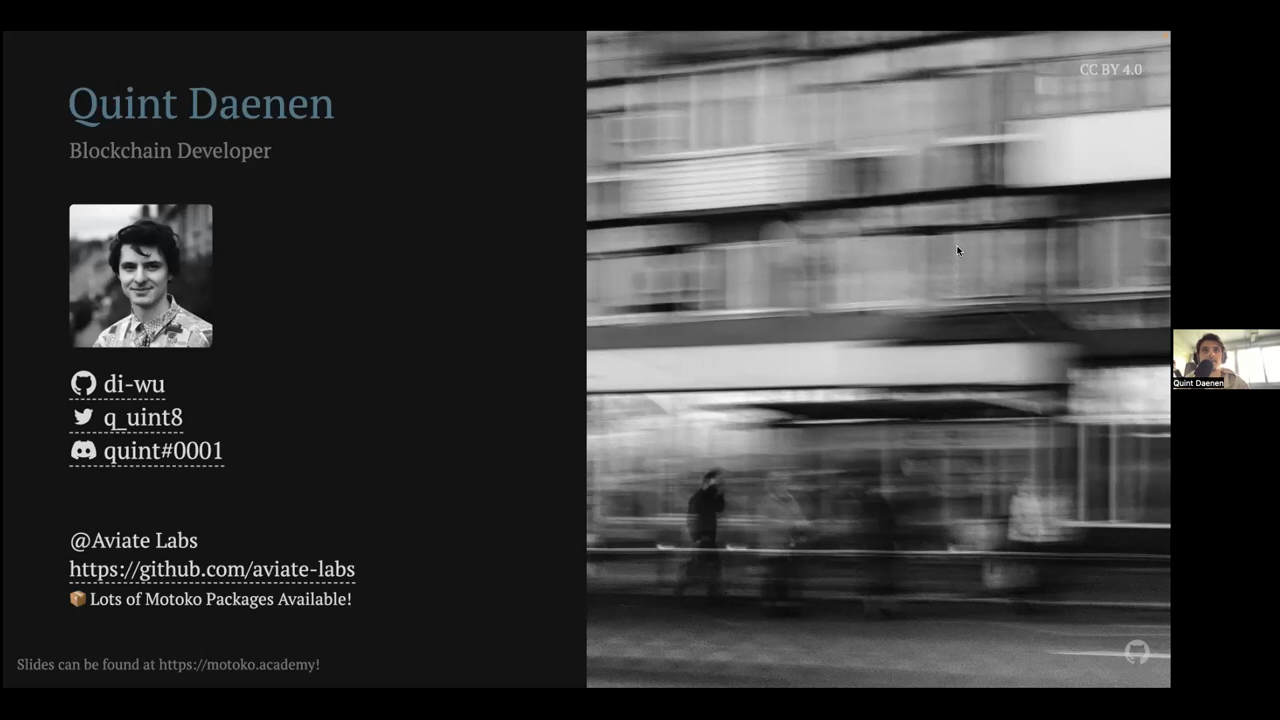 Quint Daenen
Blockchain Developer
di-wu
q_uint8
quint#0001
@Aviate Labs
https://github.com/aviate-labs
📦 Lots of Motoko Packages Available!
Slides can be found at https://motoko.academy!
CC BY 4.0
Quint Daenen